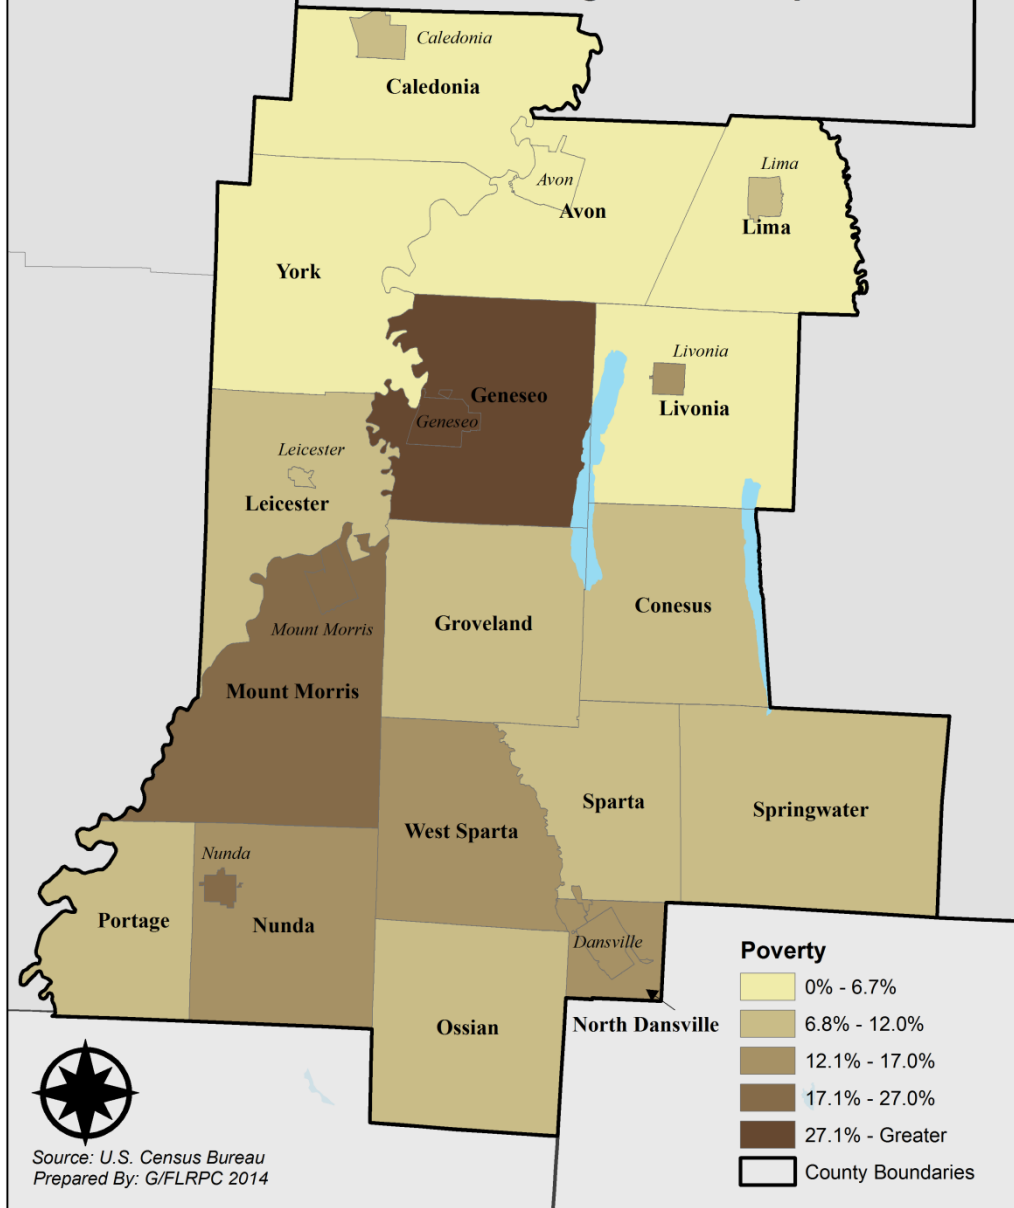 Caledonia
Caledonia
Lima
Avon
Avon
Lima
York
Livonia
Geneseo
Livonia
Geneseo
Leicester
Leicester
Conesus
Groveland
Mount Morris
Mount Morris
Sparta
Springwater
West Sparta
Nunda
Portage
Nunda
Dansville
North Dansville
Ossian
Poverty
0% - 6.7%
6.8% - 12.0%
12.1% - 17.0%
17.1% - 27.0%
27.1% - Greater
County Boundaries
Source: U.S. Census Bureau
Prepared By: G/FLRPC 2014